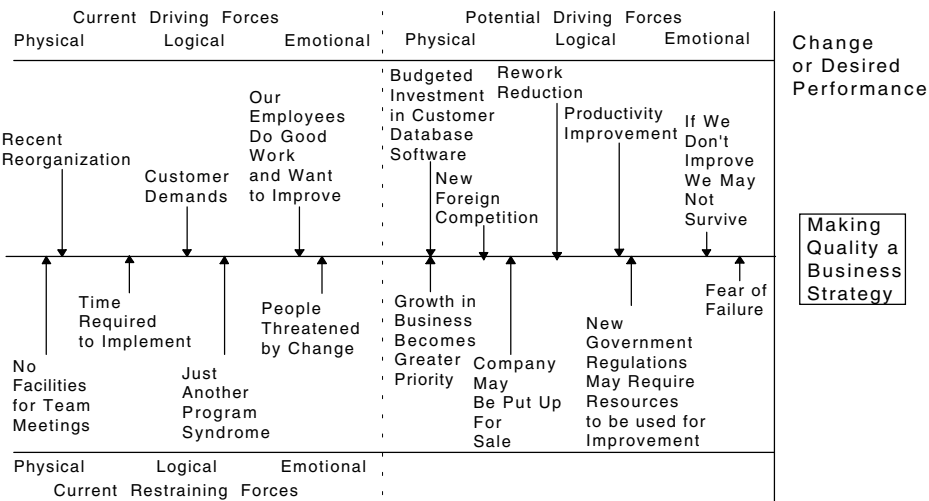 Current Driving Forces
Physical Logical Emotional
Potential Driving Forces
Physical Logical Emotional
Change
or Desired
Performance
Recent
Reorganization
Customer
Demands
Our
Employees
Do Good
Work
and Want
to Improve
Budgeted
Investment
in Customer
Database
Software
New
Foreign
Competition
Rework
Reduction
Productivity
Improvement
If We
Don't
Improve
We May
Not
Survive
Making
Quality a
Business
Strategy
No
Facilities
for Team
Meetings
Time
Required
to Implement
Just
Another
Program
Syndrome
People
Threatened
by Change
Growth in
Business
Becomes
Greater
Priority
Company
May
Be Put Up
For
Sale
New
Government
Regulations
May Require
Resources
to be used for
Improvement
Fear of
Failure
Physical Logical Emotional
Current Restraining Forces